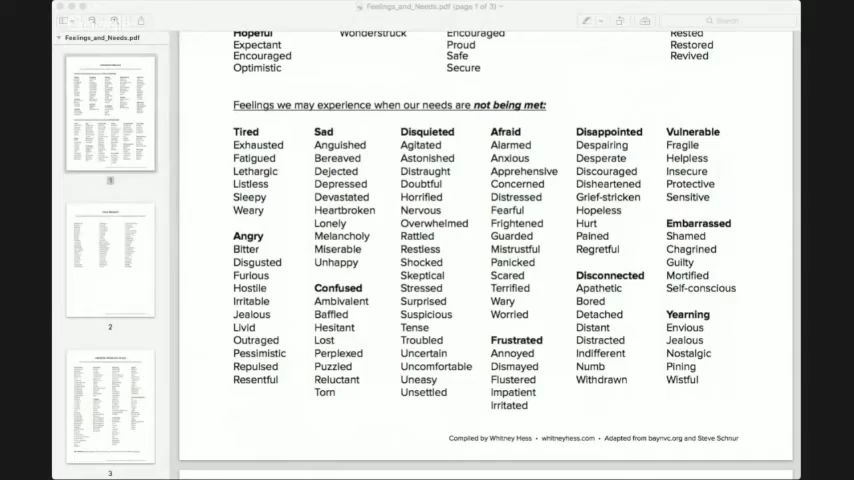 Feelings_and_Needs.pdf (page 1 of 3)
Search
Feelings_and_Needs.pdf
1
2
3
Hopeful
Expectant
Encouraged
Optimistic
Wonderstruck
Encouraged
Proud
Safe
Secure
Rested
Restored
Revived
Feelings we may experience when our needs are not being met:
Tired
Exhausted
Fatigued
Lethargic
Listless
Sleepy
Weary
Angry
Bitter
Disgusted
Furious
Hostile
Irritable
Jealous
Livid
Outraged
Pessimistic
Repulsed
Resentful
Sad
Anguished
Bereaved
Dejected
Depressed
Devastated
Heartbroken
Lonely
Melancholy
Miserable
Unhappy
Confused
Ambivalent
Baffled
Hesitant
Lost
Perplexed
Puzzled
Reluctant
Torn
Disquieted
Agitated
Astonished
Distraught
Doubtful
Horrified
Nervous
Overwhelmed
Rattled
Restless
Shocked
Skeptical
Stressed
Surprised
Suspicious
Tense
Troubled
Uncertain
Uncomfortable
Uneasy
Unsettled
Afraid
Alarmed
Anxious
Apprehensive
Concerned
Distressed
Fearful
Frightened
Guarded
Mistrustful
Panicked
Scared
Terrified
Wary
Worried
Frustrated
Annoyed
Dismayed
Flustered
Impatient
Irritated
Disappointed
Despairing
Desperate
Discouraged
Disheartened
Grief-stricken
Hopeless
Hurt
Pained
Regretful
Disconnected
Apathetic
Bored
Detached
Distant
Distracted
Indifferent
Numb
Withdrawn
Vulnerable
Fragile
Helpless
Insecure
Protective
Sensitive
Embarrassed
Shamed
Chagrined
Guilty
Mortified
Self-conscious
Yearning
Envious
Jealous
Nostalgic
Pining
Wistful
Compiled by Whitney Hess • whitneyhess.com • Adapted from baynvc.org and Steve Schnur